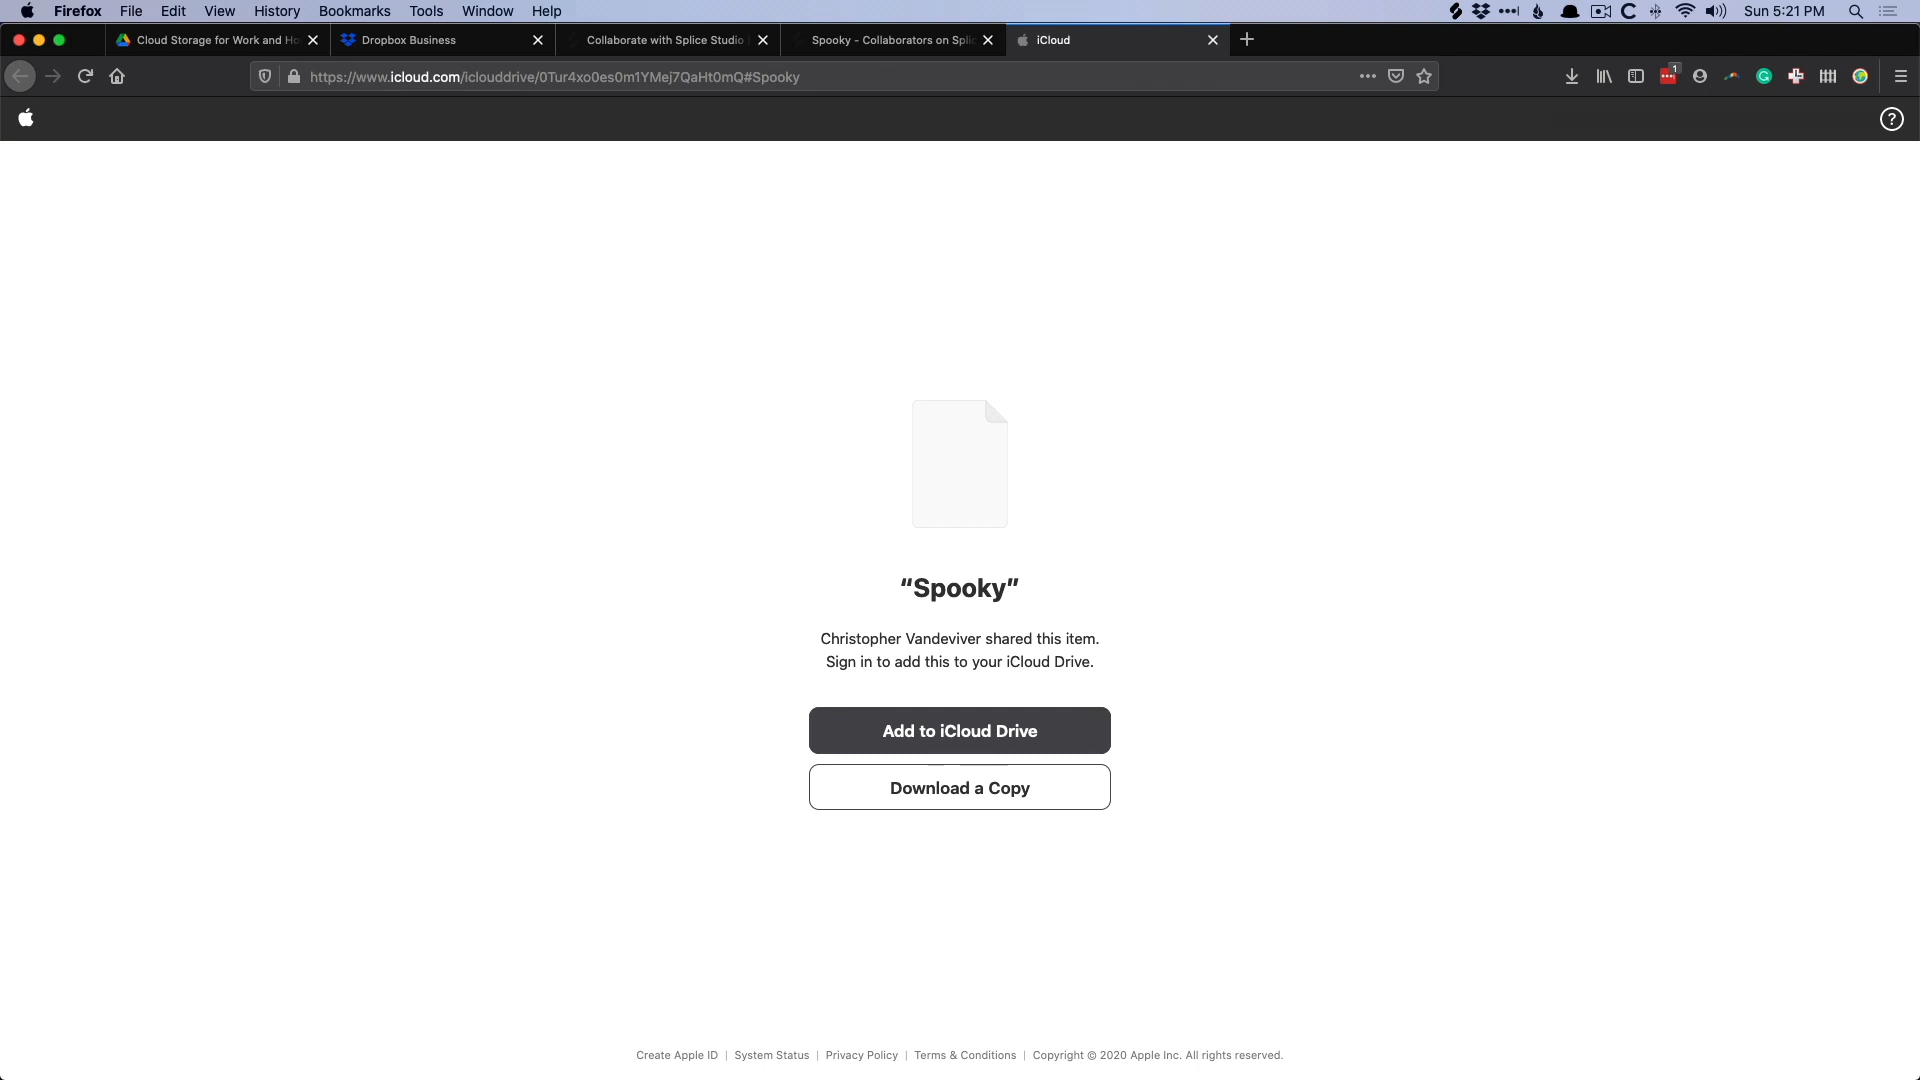 Firefox File Edit View History Bookmarks Tools Window Help Sun 5:21 PM
Cloud Storage for Work and Ho Dropbox Business Collaborate with Splice Studio Spooky - Collaborators on Splic iCloud
https://www.icloud.com/iclouddrive/0Tur4xo0es0m1YMej7QaHt0mQ#Spooky
1
“Spooky”
Christopher Vandeviver shared this item.
Sign in to add this to your iCloud Drive.
Add to iCloud Drive
Download a Copy
Create Apple ID | System Status | Privacy Policy | Terms & Conditions | Copyright © 2020 Apple Inc. All rights reserved.